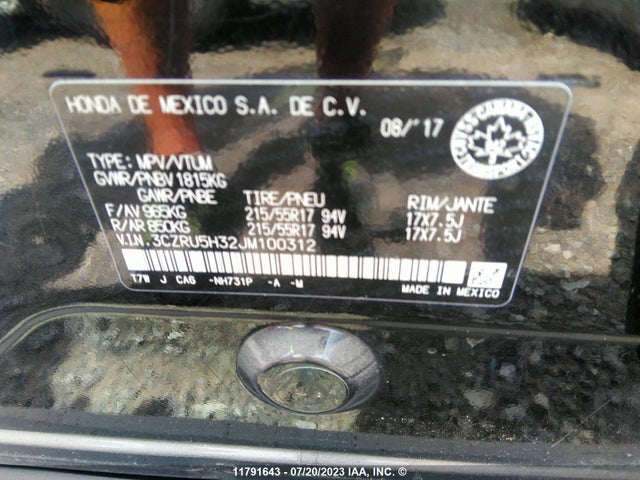 HONDA DE MEXICO S.A. DE C.V.
08/'17
TYPE: MPV/VTUM
GVWR/PNBV 1815KG
GAWR/PNBE TIRE/PNEU RIM/JANTE
F/AV 965KG 215/55R17 94V 17X7.5J
R/AR 850KG 215/55R17 94V 17X7.5J
V.I.N.:3CZRU5H32JM100312
T7W J CA6 -NH731P -A -M
MADE IN MEXICO
11791643 - 07/20/2023 IAA, INC. ©